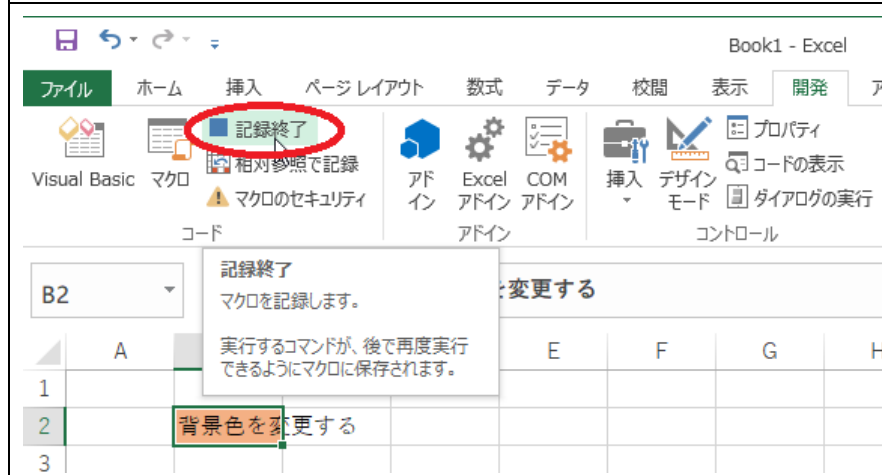 Book1 - Excel
ファイル ホーム 挿入 ページ レイアウト 数式 データ 校閲 表示 開発
Visual Basic
マクロ
記録終了
相対参照で記録
マクロのセキュリティ
コード
アド
イン
Excel
アドイン
COM
アドイン
アドイン
挿入
デザイン
モード
プロパティ
コードの表示
ダイアログの実行
コントロール
B2
を変更する
記録終了
マクロを記録します。
実行するコマンドが、後で再度実行
できるようにマクロに保存されます。
A E F G H
1
2 背景色を変更する
3